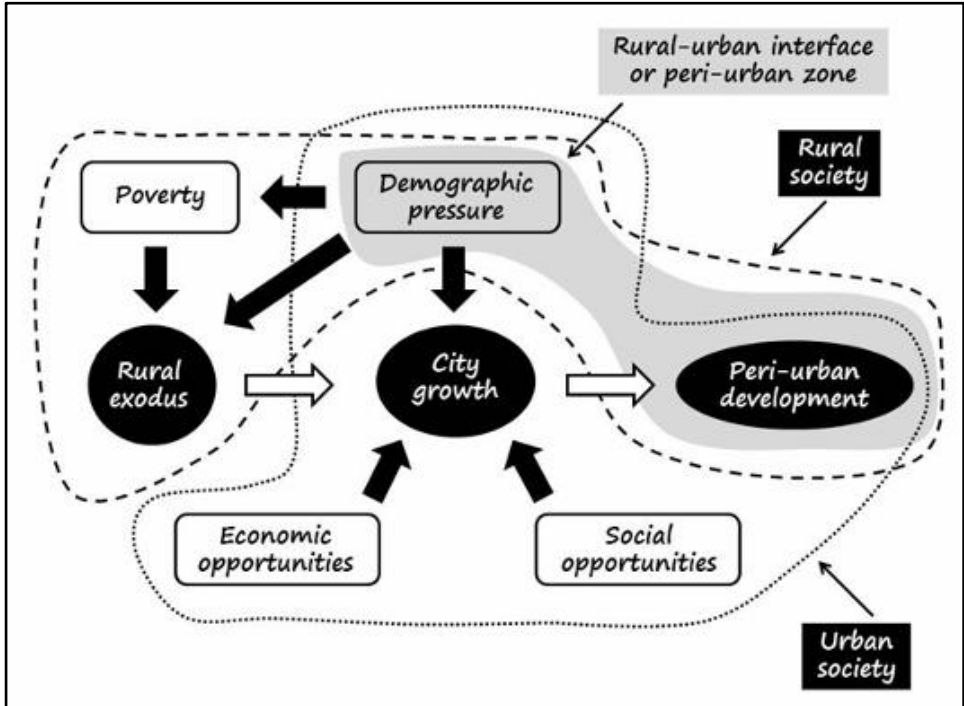 Rural-urban interface
or peri-urban zone
Rural
society
Poverty
Demographic
pressure
Rural
exodus
City
growth
Peri-urban
development
Economic
opportunities
Social
opportunities
Urban
society